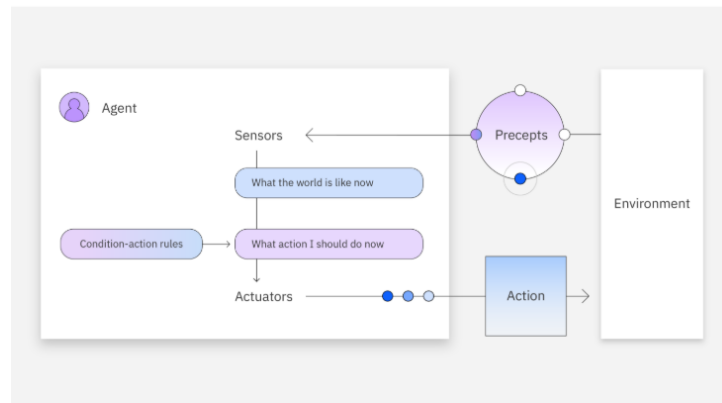 Agent
Sensors
Precepts
What the world is like now
Environment
Condition-action rules
What action I should do now
Actuators
Action